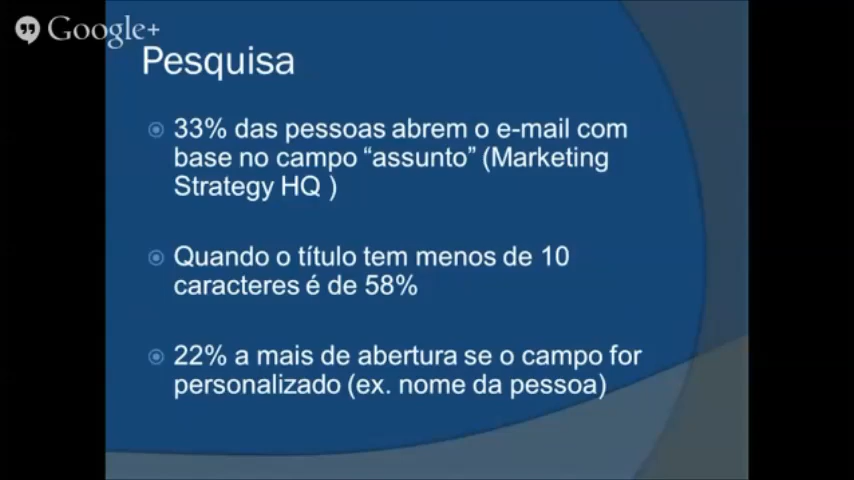 Google+
Pesquisa
33% das pessoas abrem o e-mail com
base no campo “assunto” (Marketing
Strategy HQ )
Quando o título tem menos de 10
caracteres é de 58%
22% a mais de abertura se o campo for
personalizado (ex. nome da pessoa)